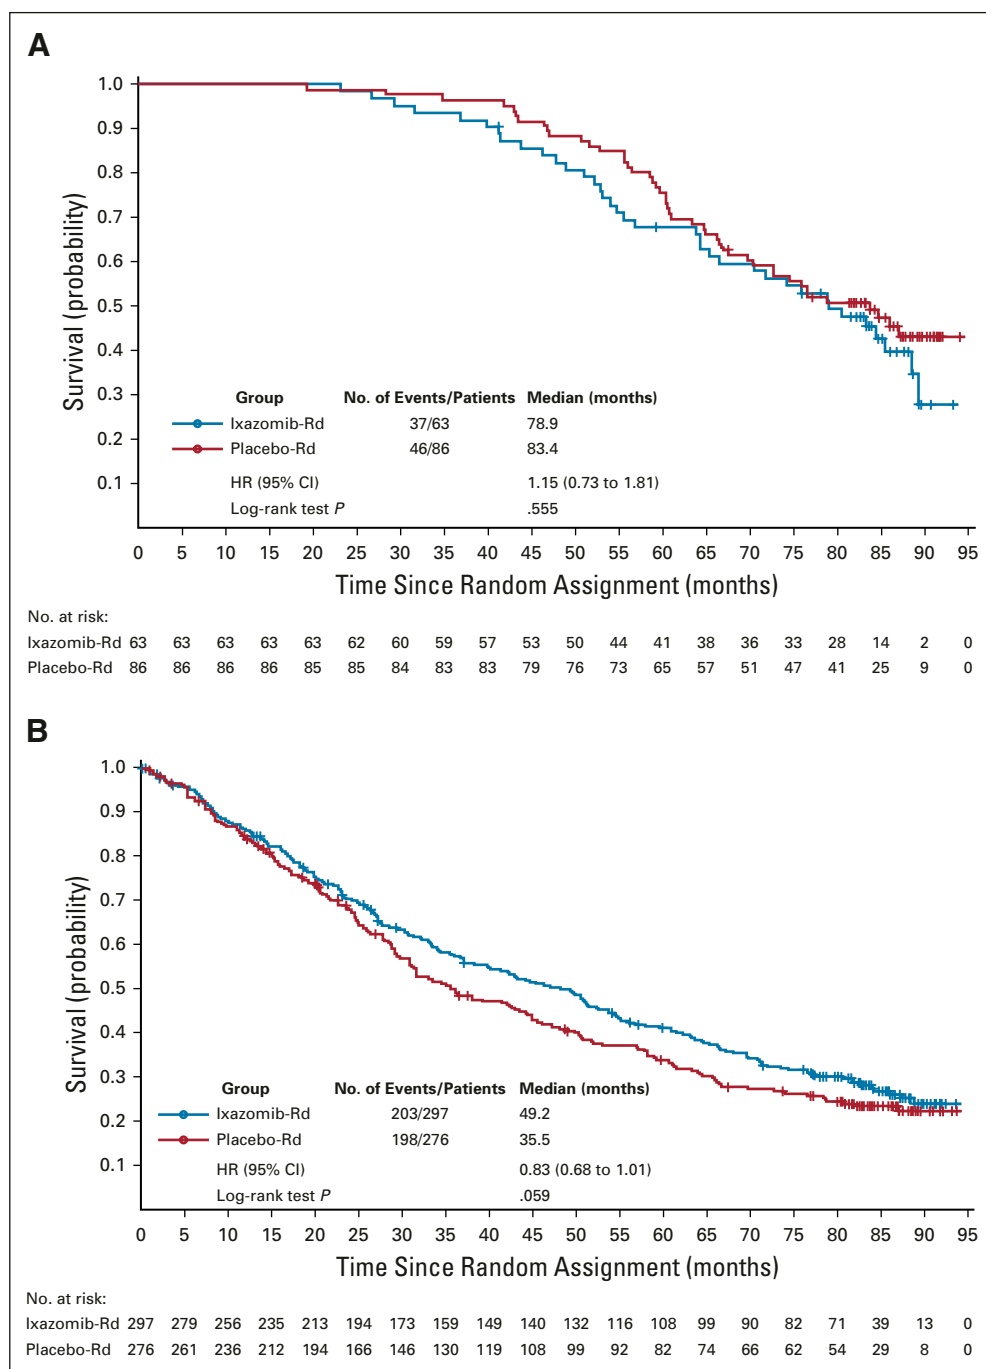 A
1.0
0.9
0.8
0.7
0.6
0.5
0.4
0.3
0.2
0.1
Survival (probability)
Group No. of Events/Patients Median (months)
Ixazomib-Rd 37/63 78.9
Placebo-Rd 46/86 83.4
HR (95% CI) 1.15 (0.73 to 1.81)
Log-rank test P .555
0 5 10 15 20 25 30 35 40 45 50 55 60 65 70 75 80 85 90 95
Time Since Random Assignment (months)
No. at risk:
Ixazomib-Rd 63 63 63 63 63 62 60 59 57 53 50 44 41 38 36 33 28 14 2 0
Placebo-Rd 86 86 86 86 85 85 84 83 83 79 76 73 65 57 51 47 41 25 9 0
B
1.0
0.9
0.8
0.7
0.6
0.5
0.4
0.3
0.2
0.1
Survival (probability)
Group No. of Events/Patients Median (months)
Ixazomib-Rd 203/297 49.2
Placebo-Rd 198/276 35.5
HR (95% CI) 0.83 (0.68 to 1.01)
Log-rank test P .059
0 5 10 15 20 25 30 35 40 45 50 55 60 65 70 75 80 85 90 95
Time Since Random Assignment (months)
No. at risk:
Ixazomib-Rd 297 279 256 235 213 194 173 159 149 140 132 116 108 99 90 82 71 39 13 0
Placebo-Rd 276 261 236 212 194 166 146 130 119 108 99 92 82 74 66 62 54 29 8 0